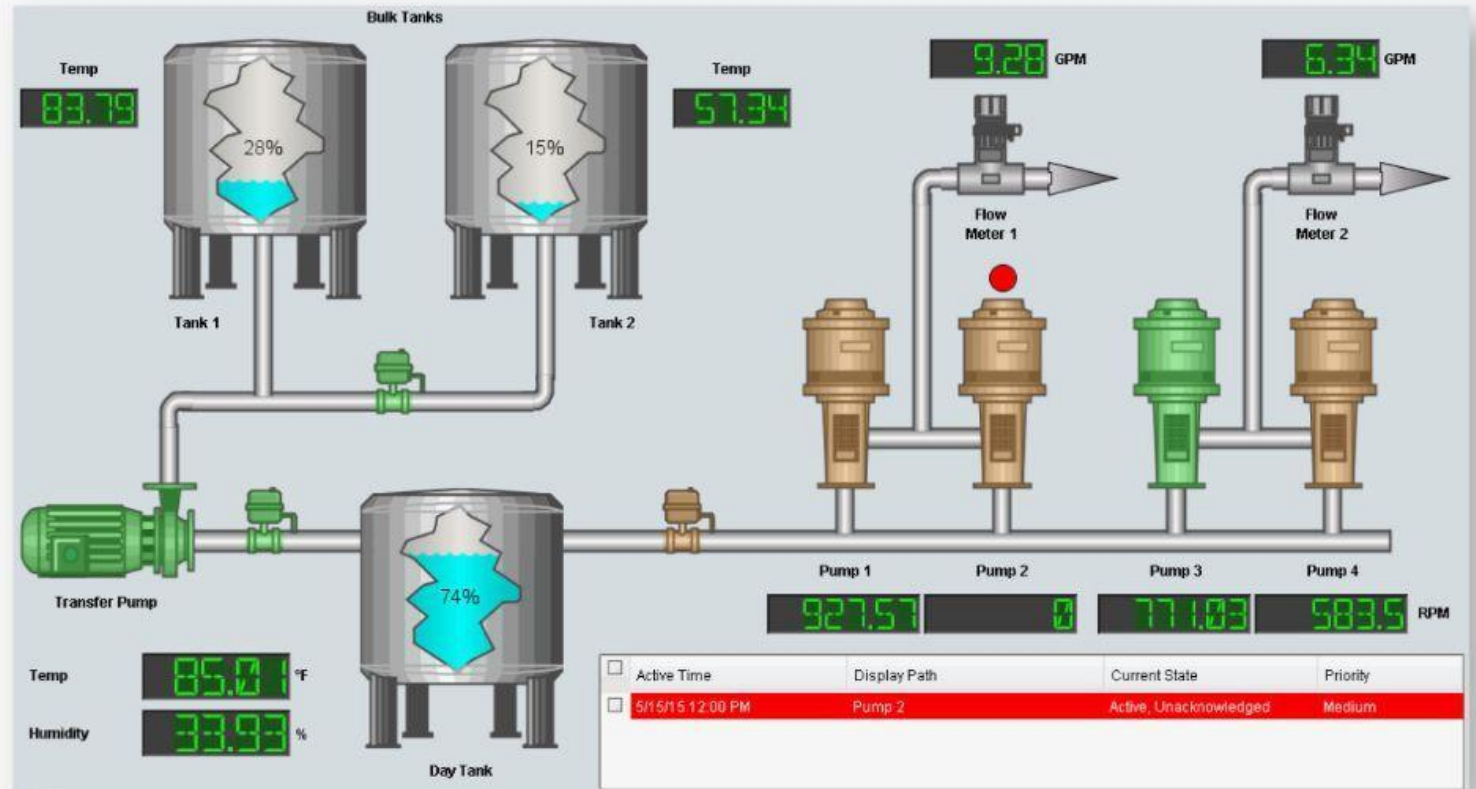 Bulk Tanks
Temp
83.79
28%
15%
Temp
57.34
9.28 GPM
6.34 GPM
Flow
Meter 1
Flow
Meter 2
Tank 1
Tank 2
Transfer Pump
74%
Day Tank
Pump 1
Pump 2
Pump 3
Pump 4
927.57
0
771.03
583.5 RPM
Temp 85.01 °F
Humidity 33.93 %
Active Time Display Path Current State Priority
5/15/15 12:00 PM Pump 2 Active, Unacknowledged Medium